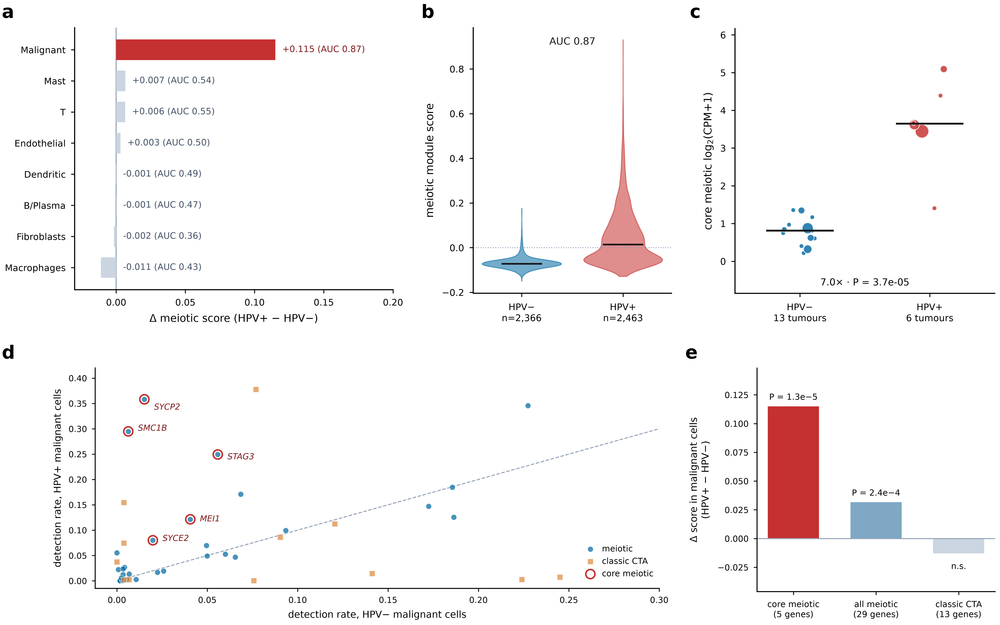 a
Malignant
Mast
T
Endothelial
Dendritic
B/Plasma
Fibroblasts
Macrophages
+0.115 (AUC 0.87)
+0.007 (AUC 0.54)
+0.006 (AUC 0.55)
+0.003 (AUC 0.50)
-0.001 (AUC 0.49)
-0.001 (AUC 0.47)
-0.002 (AUC 0.36)
-0.011 (AUC 0.43)
0.00 0.05 0.10 0.15 0.20
Δ meiotic score (HPV+ − HPV−)
b
meiotic module score
0.8
0.6
0.4
0.2
0.0
−0.2
AUC 0.87
HPV− HPV+
n=2,366 n=2,463
c
core meiotic log₂(CPM+1)
6
5
4
3
2
1
0
7.0× · P = 3.7e-05
HPV− HPV+
13 tumours 6 tumours
d
detection rate, HPV+ malignant cells
0.40
0.35
0.30
0.25
0.20
0.15
0.10
0.05
0.00
SYCP2
SMC1B
STAG3
MEI1
SYCE2
meiotic
classic CTA
core meiotic
0.00 0.05 0.10 0.15 0.20 0.25 0.30
detection rate, HPV− malignant cells
e
Δ score in malignant cells
(HPV+ − HPV−)
0.125
0.100
0.075
0.050
0.025
0.000
−0.025
P = 1.3e−5
P = 2.4e−4
n.s.
core meiotic all meiotic classic CTA
(5 genes) (29 genes) (13 genes)